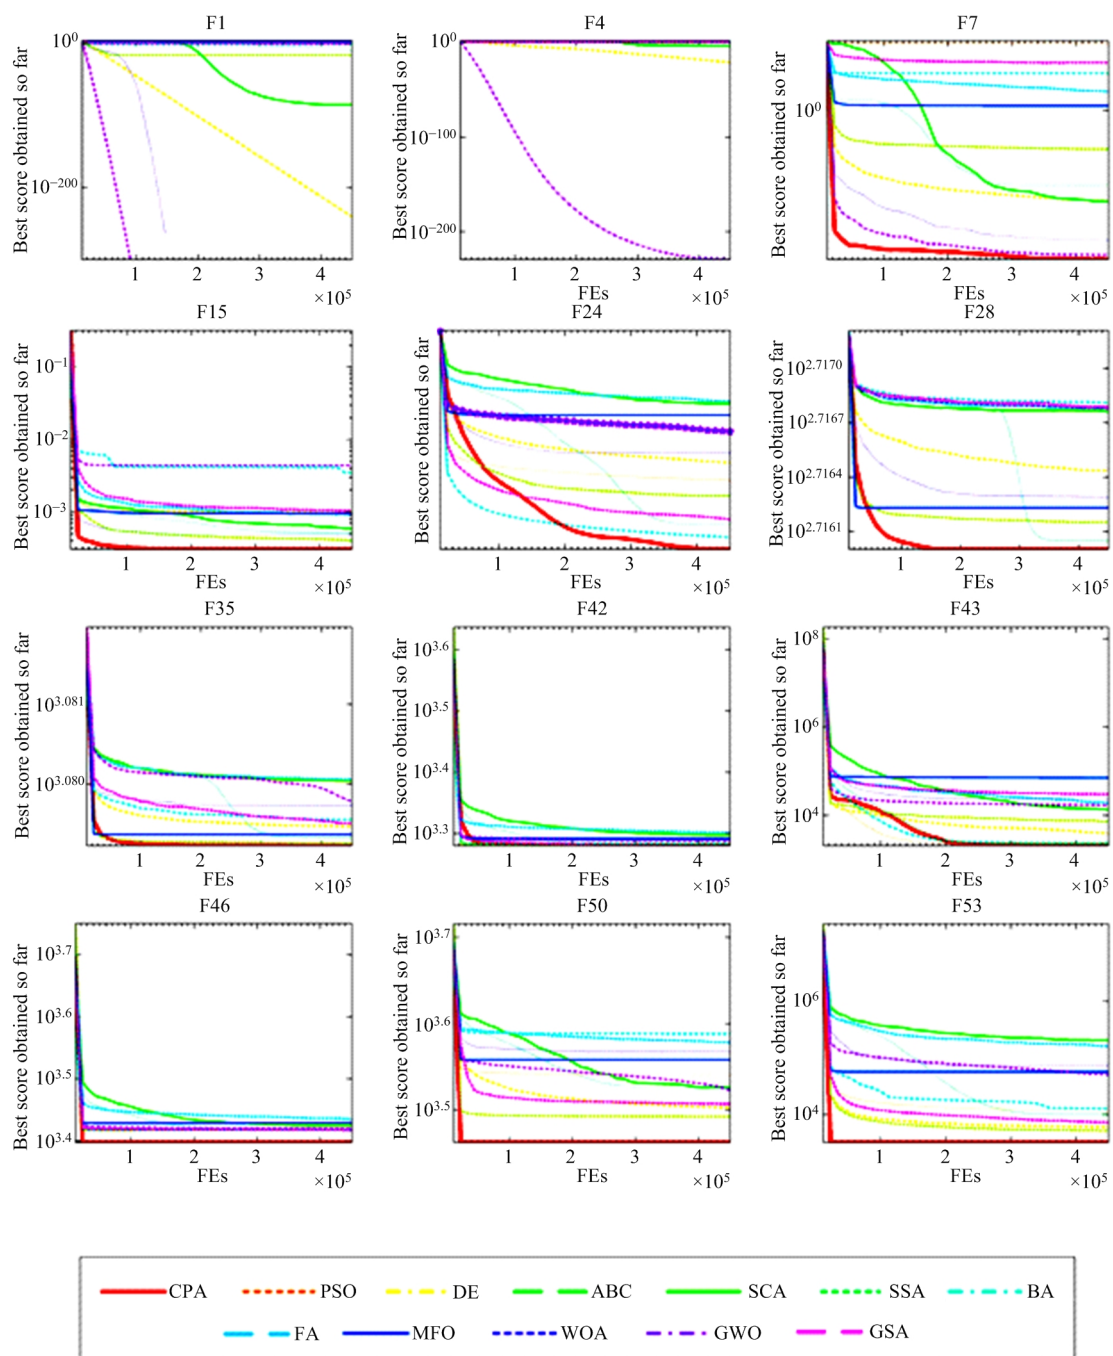 F1
F4
F7
Best score obtained so far
10^0
10^−200
1 2 3 4
×10^5
Best score obtained so far
10^0
10^−100
10^−200
1 2 3 4
FEs
×10^5
Best score obtained so far
10^0
1 2 3 4
FEs
×10^5
F15
F24
F28
Best score obtained so far
10^−1
10^−2
10^−3
1 2 3 4
FEs
×10^5
Best score obtained so far
1 2 3 4
FEs
×10^5
Best score obtained so far
10^2.7170
10^2.7167
10^2.7164
10^2.7161
1 2 3 4
FEs
×10^5
F35
F42
F43
Best score obtained so far
10^3.081
10^3.080
1 2 3 4
FEs
×10^5
Best score obtained so far
10^3.6
10^3.5
10^3.4
10^3.3
1 2 3 4
FEs
×10^5
Best score obtained so far
10^8
10^6
10^4
1 2 3 4
FEs
×10^5
F46
F50
F53
Best score obtained so far
10^3.7
10^3.6
10^3.5
10^3.4
1 2 3 4
FEs
×10^5
Best score obtained so far
10^3.7
10^3.6
10^3.5
1 2 3 4
FEs
×10^5
Best score obtained so far
10^6
10^4
1 2 3 4
FEs
×10^5
CPA PSO DE ABC SCA SSA BA
FA MFO WOA GWO GSA